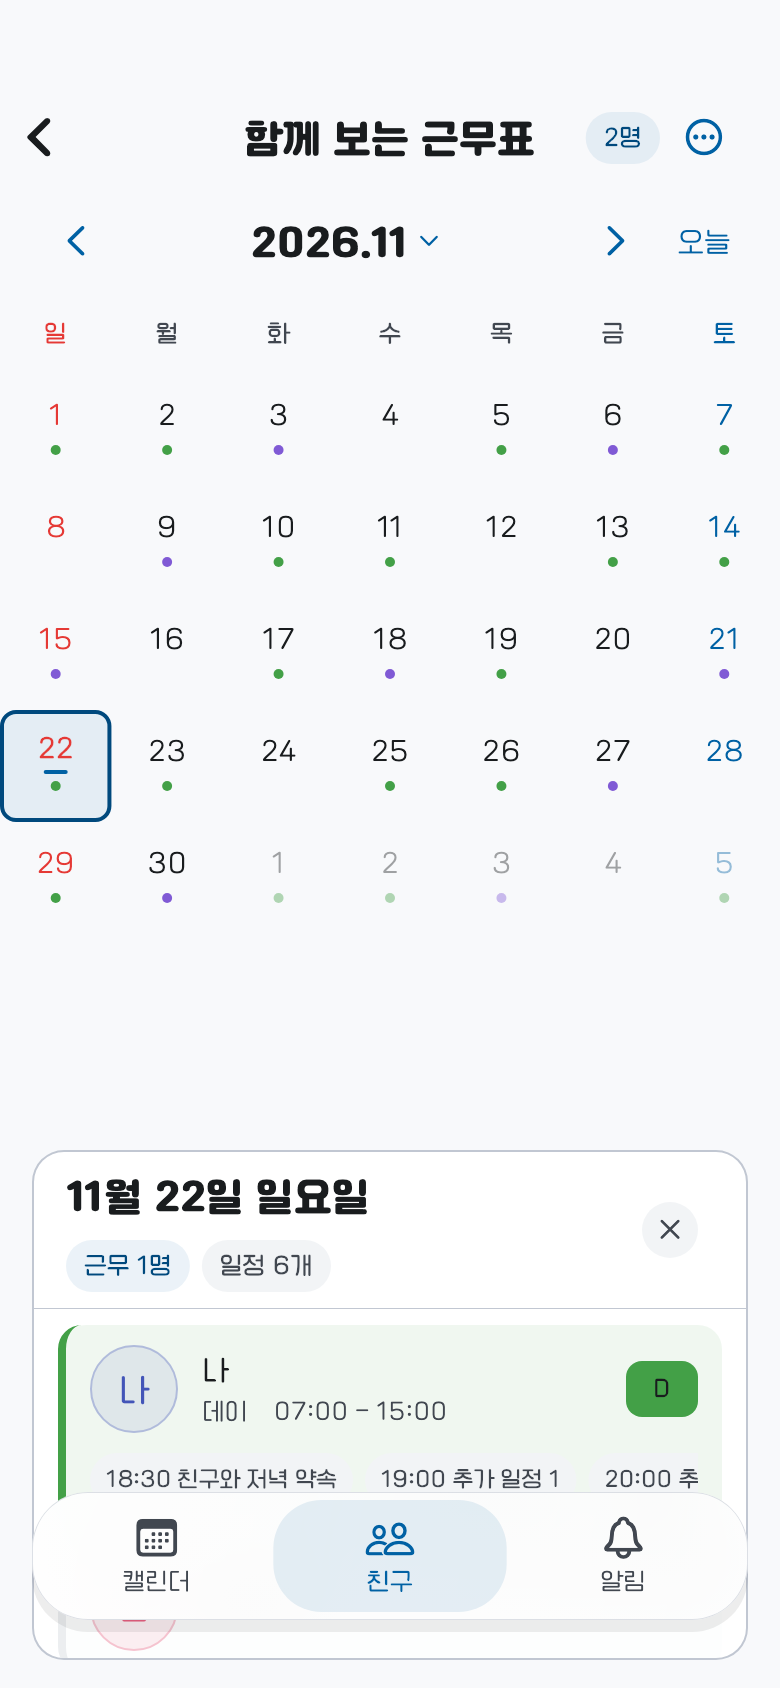 함께 보는 근무표
2명
2026.11
오늘
일 월 화 수 목 금 토
1 2 3 4 5 6 7
8 9 10 11 12 13 14
15 16 17 18 19 20 21
22 23 24 25 26 27 28
29 30 1 2 3 4 5
11월 22일 일요일
근무 1명 일정 6개
나 나
데이 07:00 – 15:00
D
18:30 친구와 저녁 약속 19:00 추가 일정 1 20:00 추
캘린더 친구 알림